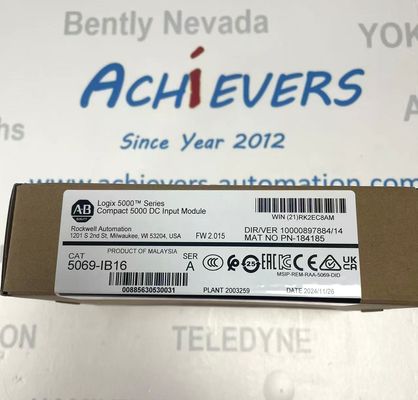 Bently Nevada
YOK
ACHiEVERS
Since Year 2012
www.achievers-automation.
A-B
Logix 5000™ Series
Compact 5000 DC Input Module
Rockwell Automation
1201 S 2nd St, Milwaukee, WI 53204, USA
FW 2.015
WIN (21)RK2EC8AM
DIR/VER 10000897884/14
MAT NO PN-184185
PRODUCT OF MALAYSIA
CAT
5069-IB16
SER
A
00885630530031
PLANT 2003259
MSIP-REM-RAA-5069-DID
DATE 2024/11/26
TELEDYNE